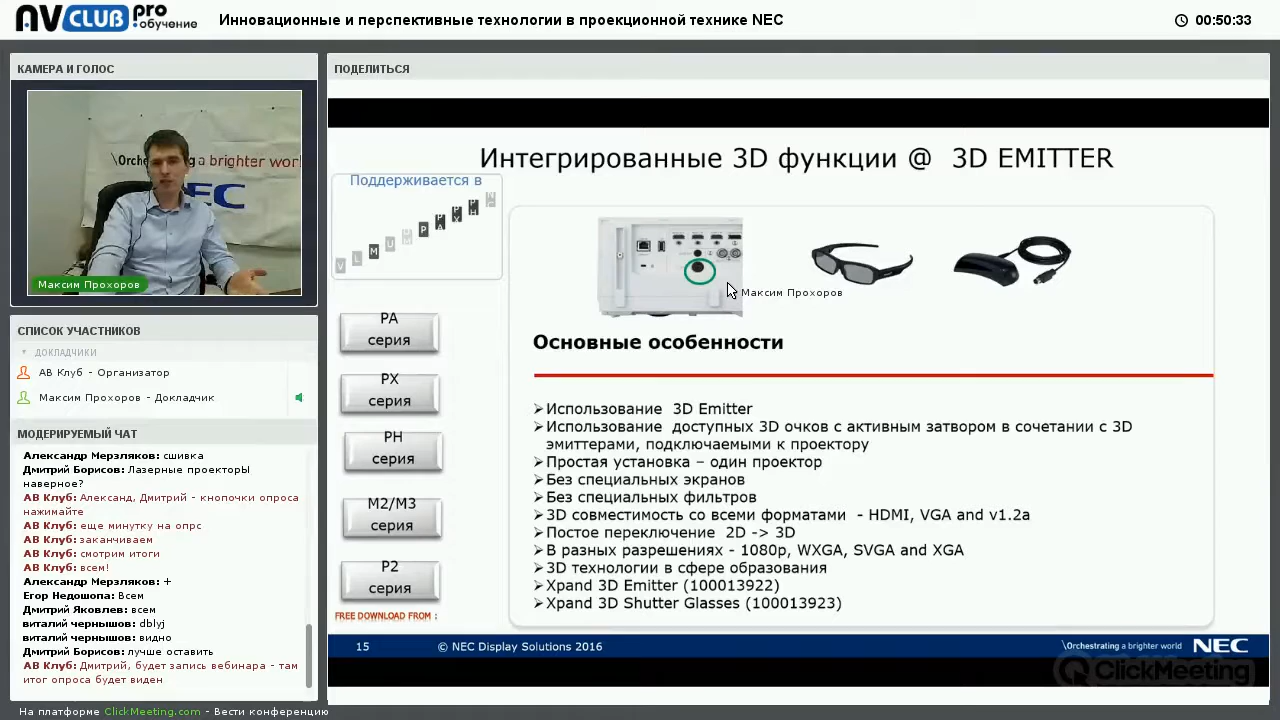 AVCLUB pro
обучение
Инновационные и перспективные технологии в проекционной технике NEC
00:50:33
КАМЕРА И ГОЛОС
a brighter
NEC
Максим Прохоров
СПИСОК УЧАСТНИКОВ
ДОКЛАДЧИКИ
АВ Клуб - Организатор
Максим Прохоров - Докладчик
МОДЕРИРУЕМЫЙ ЧАТ
Александр Мерзляков: сшивка
Дмитрий Борисов: Лазерные проекторЫ
наверное?
АВ Клуб: Александ, Дмитрий - кнопочки опроса
нажимайте
АВ Клуб: еще минутку на опрс
АВ Клуб: заканчиваем
АВ Клуб: смотрим итоги
АВ Клуб: всем!
Александр Мерзляков: +
Егор Недошопа: Всем
Дмитрий Яковлев: всем
виталий чернышов: dblyj
виталий чернышов: видно
Дмитрий Борисов: лучше оставить
АВ Клуб: Дмитрий, будет запись вебинара - там
итог опроса будет виден
ПОДЕЛИТЬСЯ
Интегрированные 3D функции @ 3D EMITTER
Поддерживается в
V L M U P
Максим Прохоров
PA
серия
PX
серия
PH
серия
M2/M3
серия
P2
серия
FREE DOWNLOAD FROM :
Основные особенности
➢Использование 3D Emitter
➢Использование доступных 3D очков с активным затвором в сочетании с 3D
эмиттерами, подключаемыми к проектору
➢Простая установка – один проектор
➢Без специальных экранов
➢Без специальных фильтров
➢3D совместимость со всеми форматами - HDMI, VGA and v1.2a
➢Постое переключение 2D -> 3D
➢В разных разрешениях - 1080p, WXGA, SVGA and XGA
➢3D технологии в сфере образования
➢Xpand 3D Emitter (100013922)
➢Xpand 3D Shutter Glasses (100013923)
15
© NEC Display Solutions 2016
\Orchestrating a brighter world
NEC
ClickMeeting
На платформе ClickMeeting.com - Вести конференцию